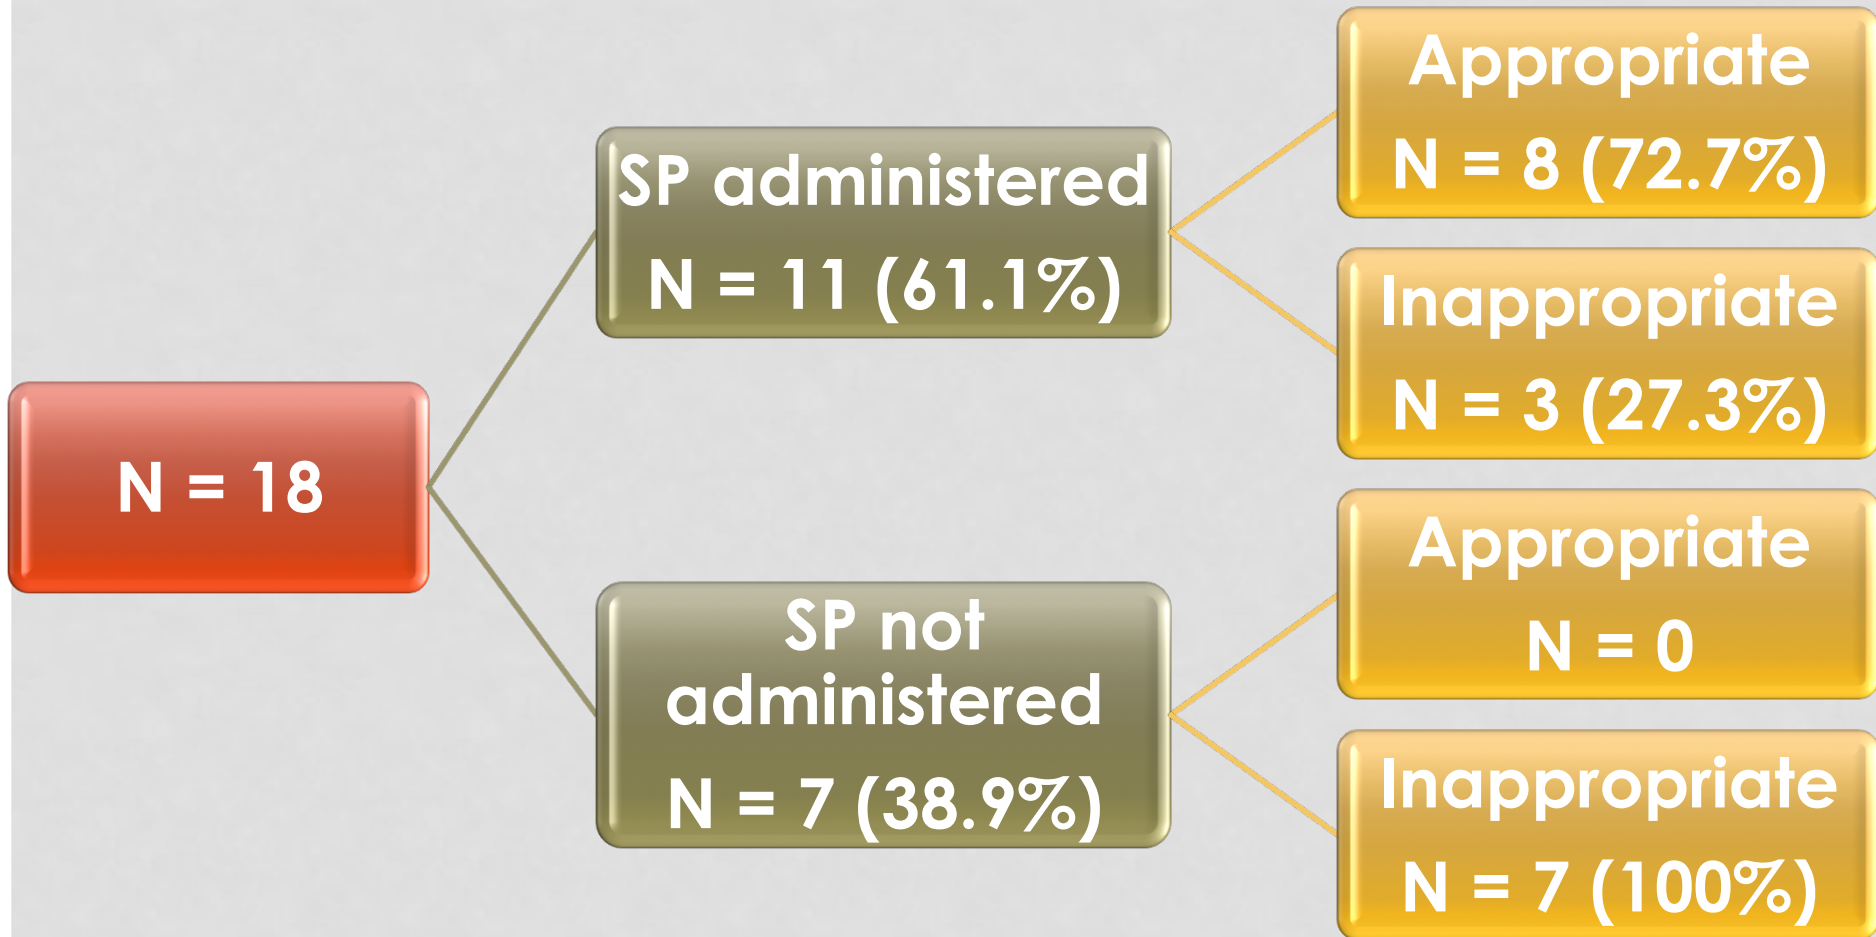 N = 18
SP administered
N = 11 (61.1%)
Appropriate
N = 8 (72.7%)
Inappropriate
N = 3 (27.3%)
SP not
administered
N = 7 (38.9%)
Appropriate
N = 0
Inappropriate
N = 7 (100%)